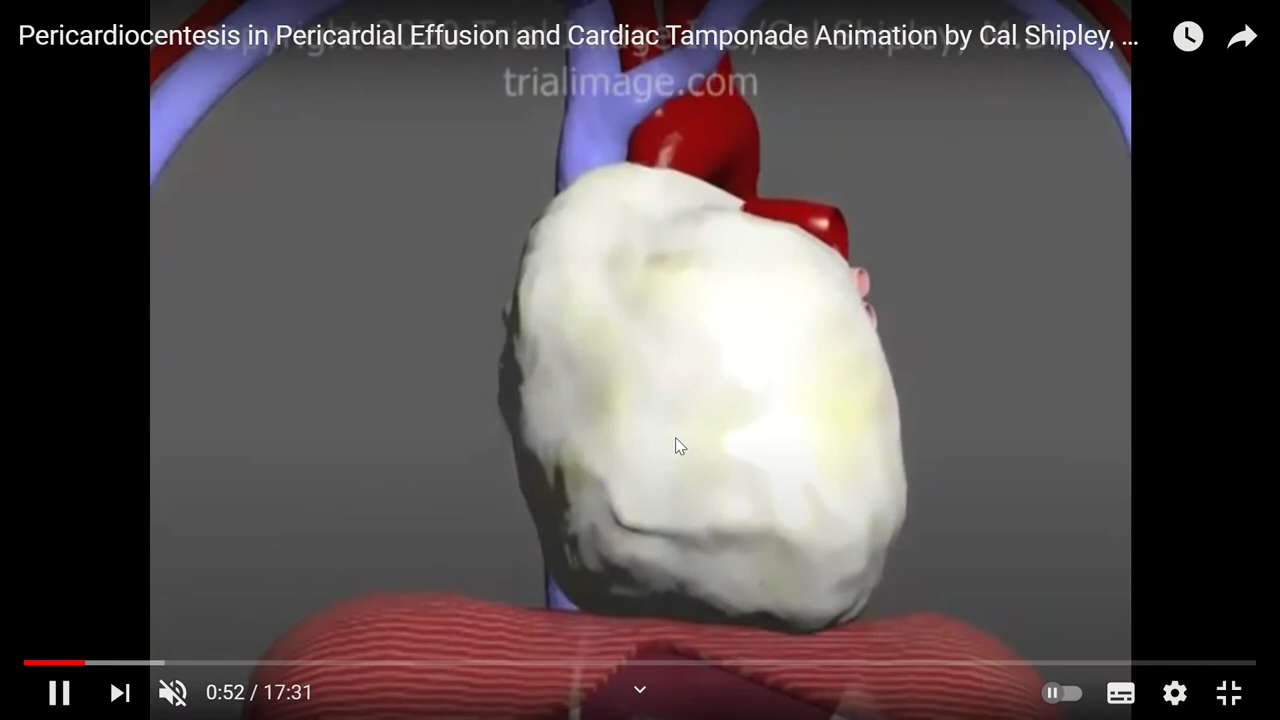 Pericardiocentesis in Pericardial Effusion and Cardiac Tamponade Animation by Cal Shipley, ...
trialimage.com
0:52 / 17:31